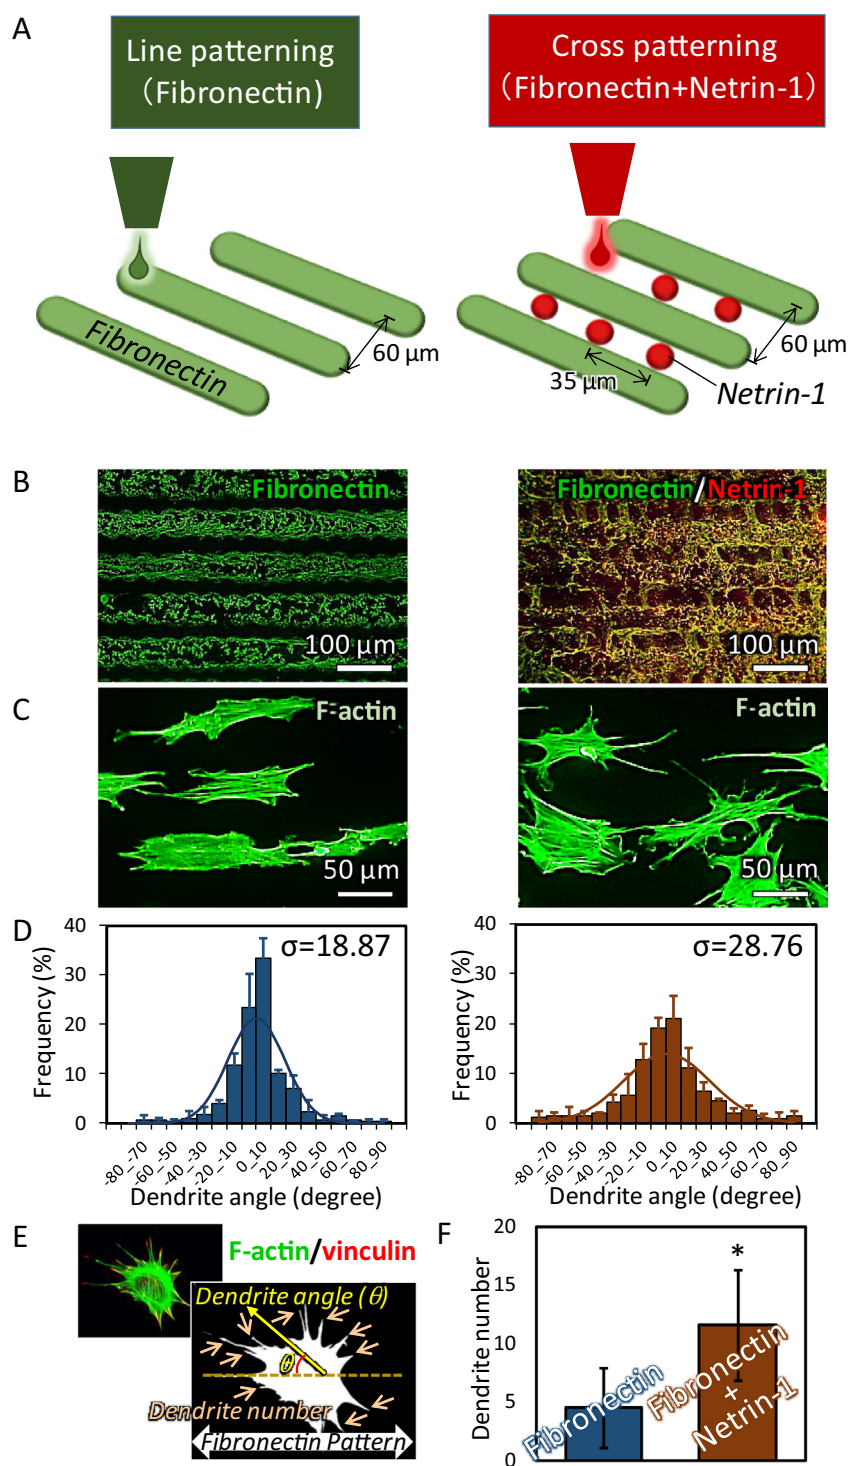 A
Line patterning
(Fibronectin)
Cross patterning
(Fibronectin+Netrin-1)
Fibronectin
60 μm
35 μm
60 μm
Netrin-1
B
Fibronectin
100 μm
Fibronectin/Netrin-1
100 μm
C
F-actin
50 μm
F-actin
50 μm
D
σ=18.87
Frequency (%)
40
30
20
10
0
-80_-70
-60_-50
-40_-30
-20_-10
0_10
20_30
40_50
60_70
80_90
Dendrite angle (degree)
σ=28.76
Frequency (%)
40
30
20
10
0
-80_-70
-60_-50
-40_-30
-20_-10
0_10
20_30
40_50
60_70
80_90
Dendrite angle (degree)
E
F-actin/vinculin
Dendrite angle (θ)
θ
Dendrite number
Fibronectin Pattern
F
Dendrite number
20
15
10
5
0
*
Fibronectin
Fibronectin
+
Netrin-1